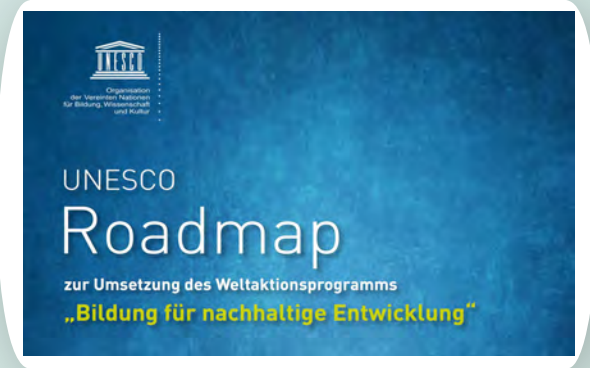 UNESCO
Organisation
der Vereinten Nationen
für Bildung, Wissenschaft
und Kultur
UNESCO
Roadmap
zur Umsetzung des Weltaktionsprogramms
„Bildung für nachhaltige Entwicklung“